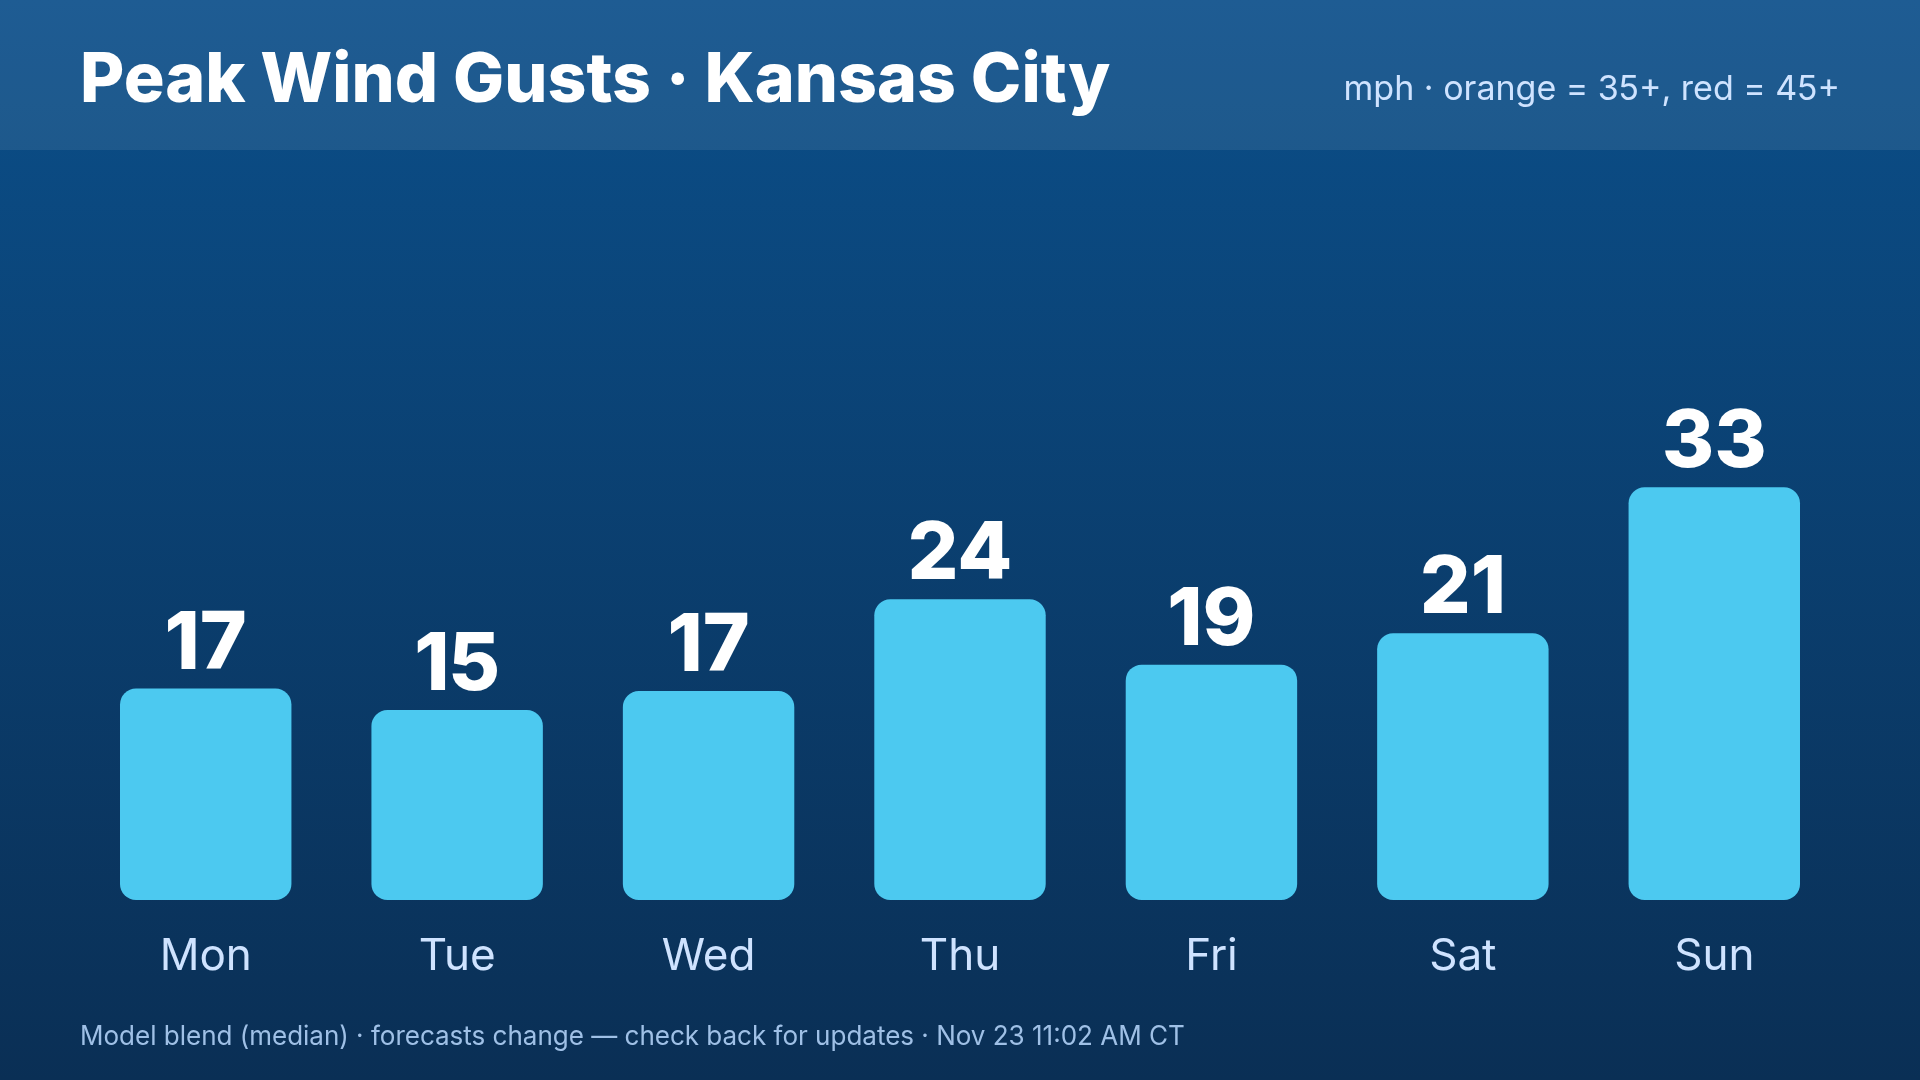 Peak Wind Gusts · Kansas City
mph · orange = 35+, red = 45+
17
15
17
24
19
21
33
Mon
Tue
Wed
Thu
Fri
Sat
Sun
Model blend (median) · forecasts change — check back for updates · Nov 23 11:02 AM CT